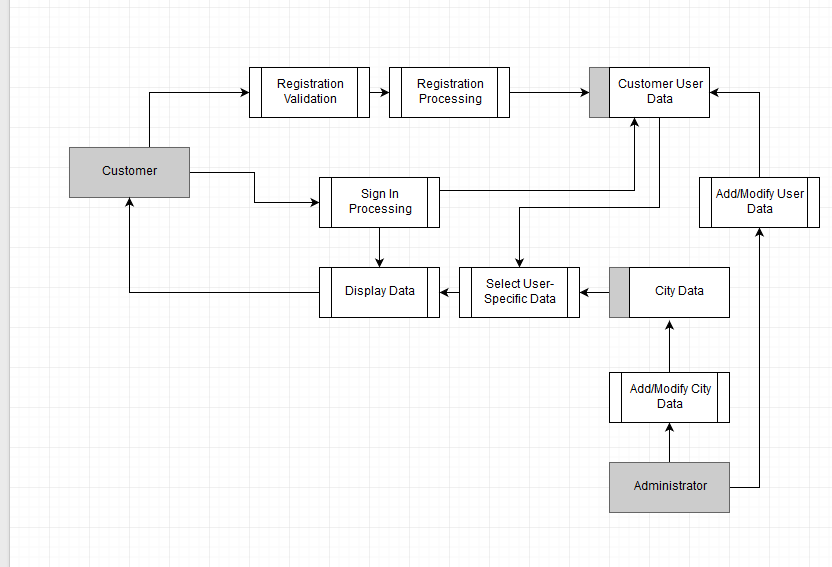 Registration
Validation
Registration
Processing
Customer User
Data
Customer
Sign In
Processing
Add/Modify User
Data
Display Data
Select User-
Specific Data
City Data
Add/Modify City
Data
Administrator